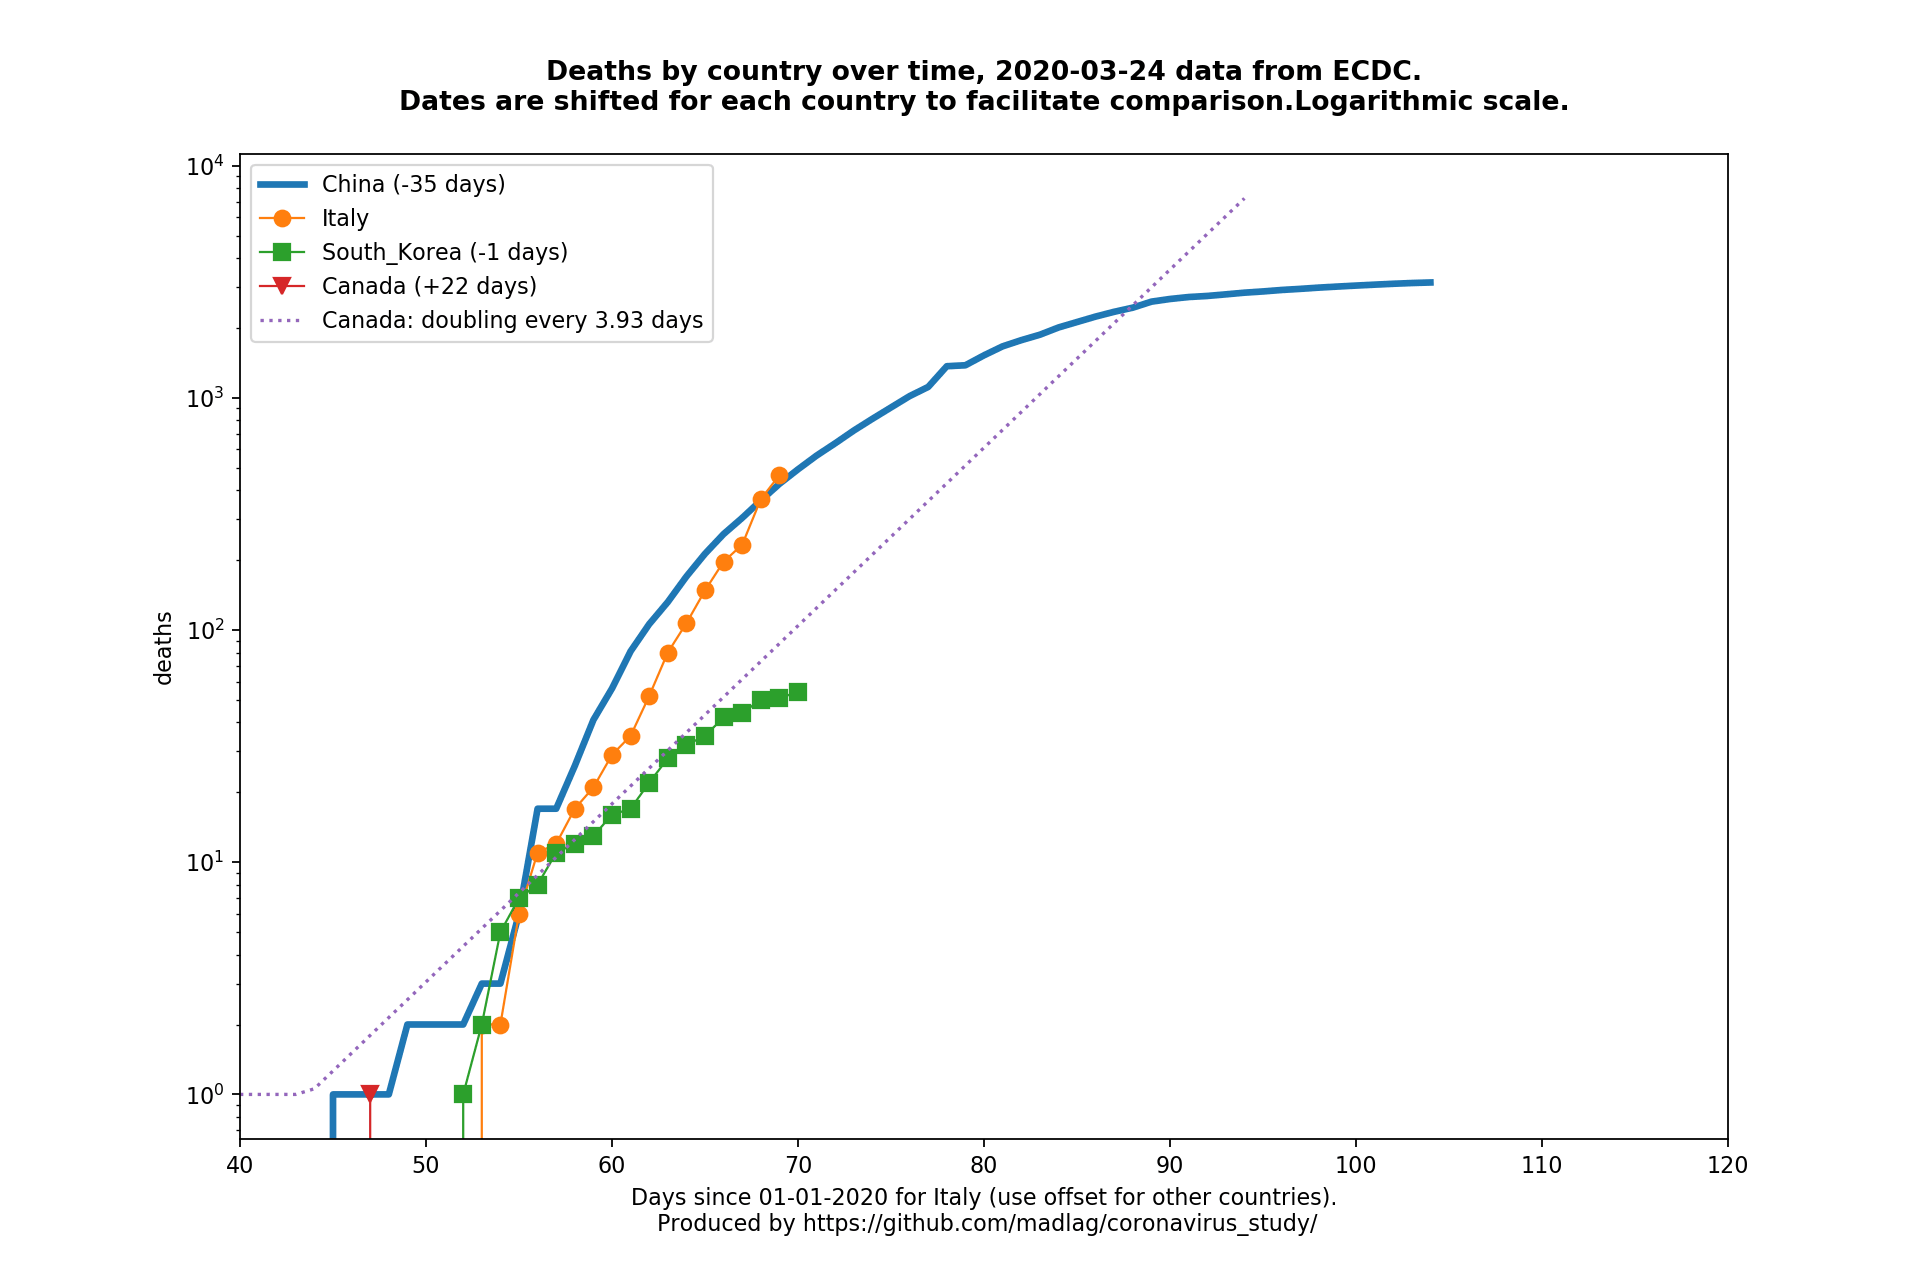 Deaths by country over time, 2020-03-24 data from ECDC.
Dates are shifted for each country to facilitate comparison.Logarithmic scale.
10^4
10^3
10^2
10^1
10^0
deaths
China (-35 days)
Italy
South_Korea (-1 days)
Canada (+22 days)
Canada: doubling every 3.93 days
40 50 60 70 80 90 100 110 120
Days since 01-01-2020 for Italy (use offset for other countries).
Produced by https://github.com/madlag/coronavirus_study/